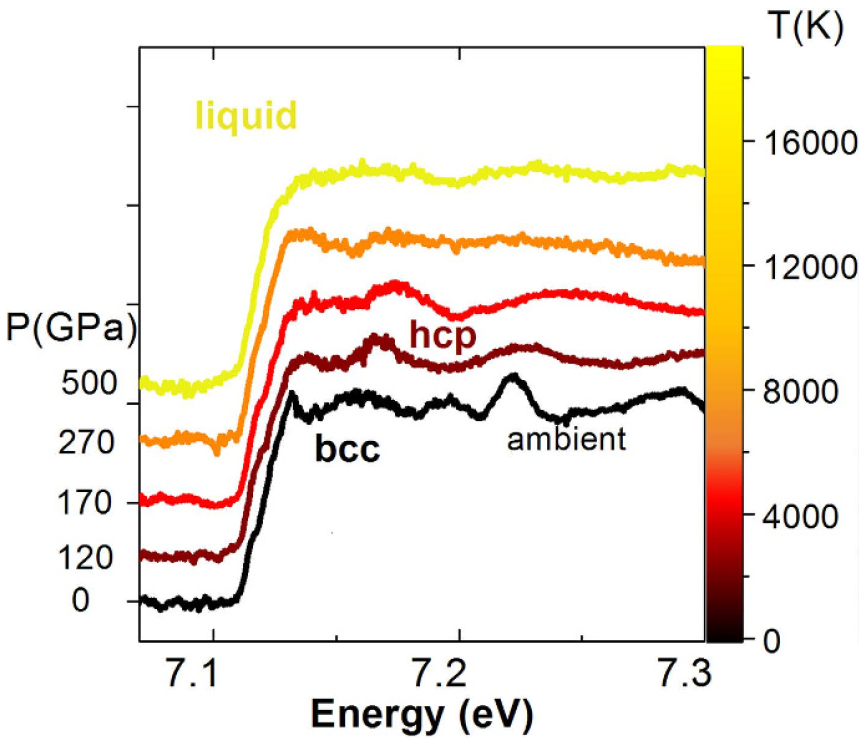 T(K)
liquid
16000
12000
P(GPa)
hcp
500
8000
270
bcc
ambient
170
4000
120
0
0
7.1
7.2
7.3
Energy (eV)